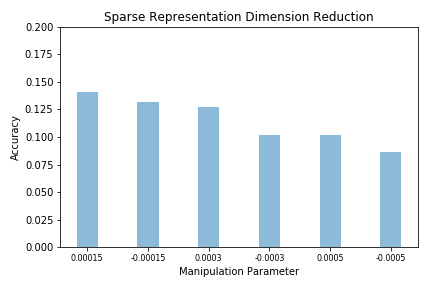 Sparse Representation Dimension Reduction
0.200
0.175
0.150
0.125
0.100
0.075
0.050
0.025
0.000
Accuracy
0.00015 -0.00015 0.0003 -0.0003 0.0005 -0.0005
Manipulation Parameter